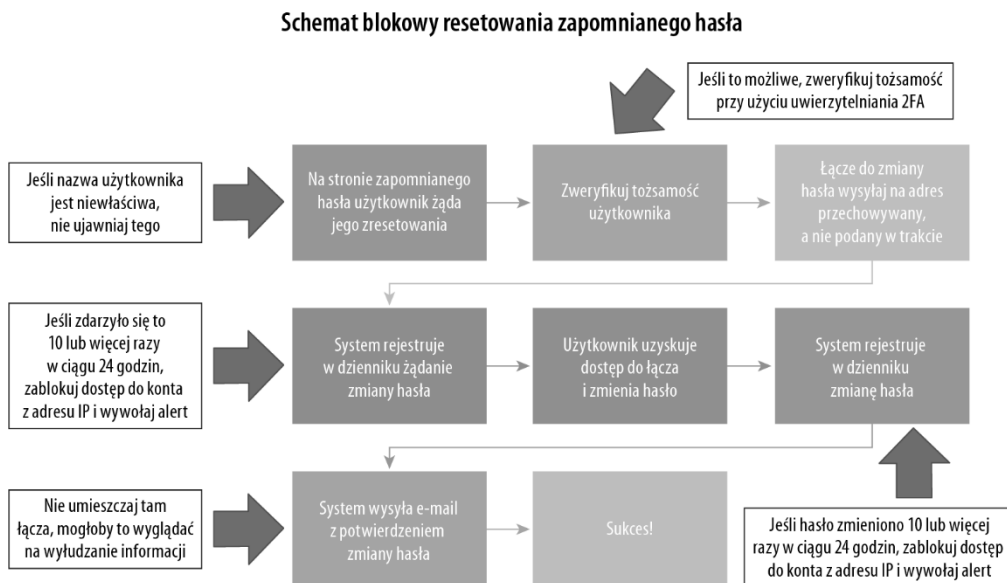 Schemat blokowy resetowania zapomnianego hasła
Jeśli to możliwe, zweryfikuj tożsamość
przy użyciu uwierzytelniania 2FA
Jeśli nazwa użytkownika
jest niewłaściwa,
nie ujawniaj tego
Na stronie zapomnianego
hasła użytkownik żąda
jego zresetowania
Zweryfikuj tożsamość
użytkownika
Łącze do zmiany
hasła wysyłaj na adres
przechowywany,
a nie podany w trakcie
Jeśli zdarzyło się to
10 lub więcej razy
w ciągu 24 godzin,
zablokuj dostęp do konta
z adresu IP i wywołaj alert
System rejestruje
w dzienniku żądanie
zmiany hasła
Użytkownik uzyskuje
dostęp do łącza
i zmienia hasło
System rejestruje
w dzienniku
zmianę hasła
Nie umieszczaj tam
łącza, mogłoby to wyglądać
na wyłudzanie informacji
System wysyła e-mail
z potwierdzeniem
zmiany hasła
Sukces!
Jeśli hasło zmieniono 10 lub więcej
razy w ciągu 24 godzin, zablokuj dostęp
do konta z adresu IP i wywołaj alert